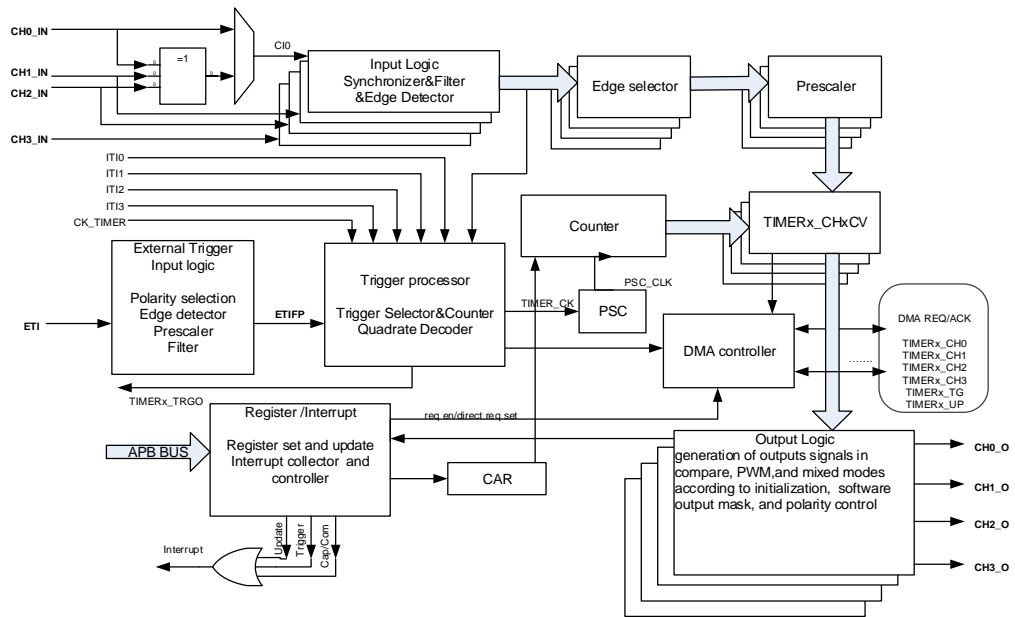 CH0_IN
CH1_IN
CH2_IN
CH3_IN
=1
CI0
Input Logic
Synchronizer&Filter
&Edge Detector
Edge selector
Prescaler
ITI0
ITI1
ITI2
ITI3
CK_TIMER
Counter
TIMERx_CHxCV
External Trigger
Input logic
Polarity selection
Edge detector
Prescaler
Filter
ETI
ETIFP
Trigger processor
Trigger Selector&Counter
Quadrate Decoder
TIMER_CK
PSC_CLK
PSC
DMA controller
.......
DMA REQ/ACK
TIMERx_CH0
TIMERx_CH1
TIMERx_CH2
TIMERx_CH3
TIMERx_TG
TIMERx_UP
TIMERx_TRGO
Register /Interrupt
Register set and update
Interrupt collector and
controller
APB BUS
req en/direct req set
CAR
Output Logic
generation of outputs signals in
compare, PWM,and mixed modes
according to initialization, software
output mask, and polarity control
CH0_O
CH1_O
CH2_O
CH3_O
Update
Trigger
Cap/Com
Interrupt